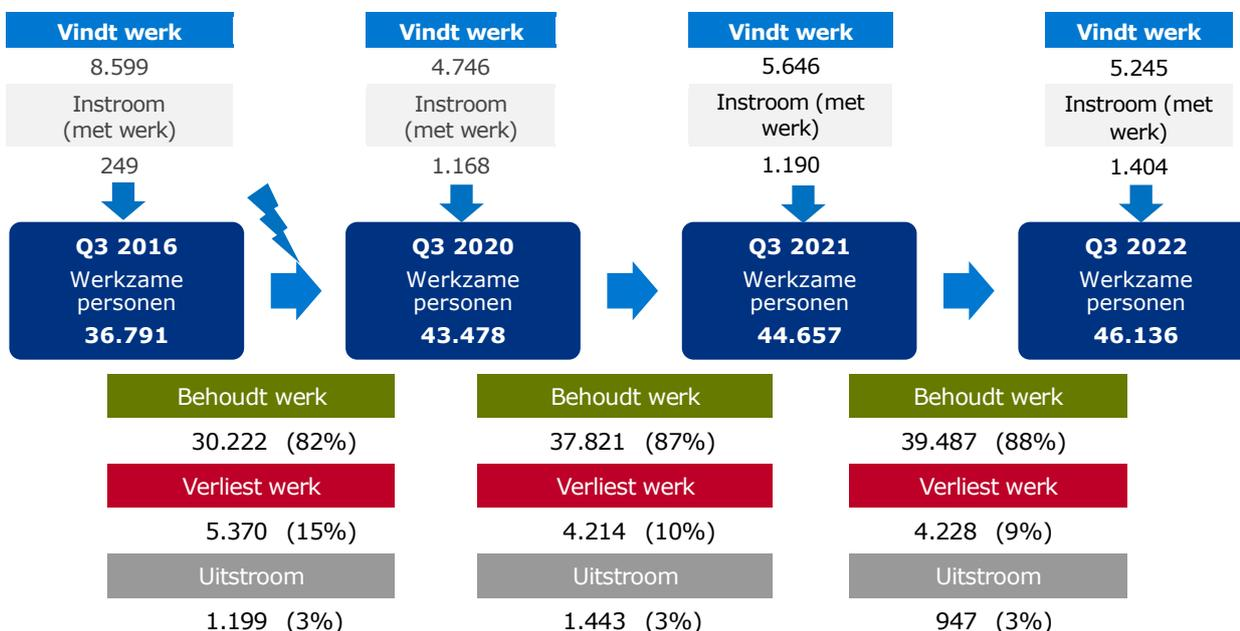 Vindt werk
8.599
Instroom
(met werk)
249
Vindt werk
4.746
Instroom
(met werk)
1.168
Vindt werk
5.646
Instroom (met
werk)
1.190
Vindt werk
5.245
Instroom (met
werk)
1.404
Q3 2016
Werkzame
personen
36.791
Q3 2020
Werkzame
personen
43.478
Q3 2021
Werkzame
personen
44.657
Q3 2022
Werkzame
personen
46.136
Behoudt werk
30.222 (82%)
Verliest werk
5.370 (15%)
Uitstroom
1.199 (3%)
Behoudt werk
37.821 (87%)
Verliest werk
4.214 (10%)
Uitstroom
1.443 (3%)
Behoudt werk
39.487 (88%)
Verliest werk
4.228 (9%)
Uitstroom
947 (3%)